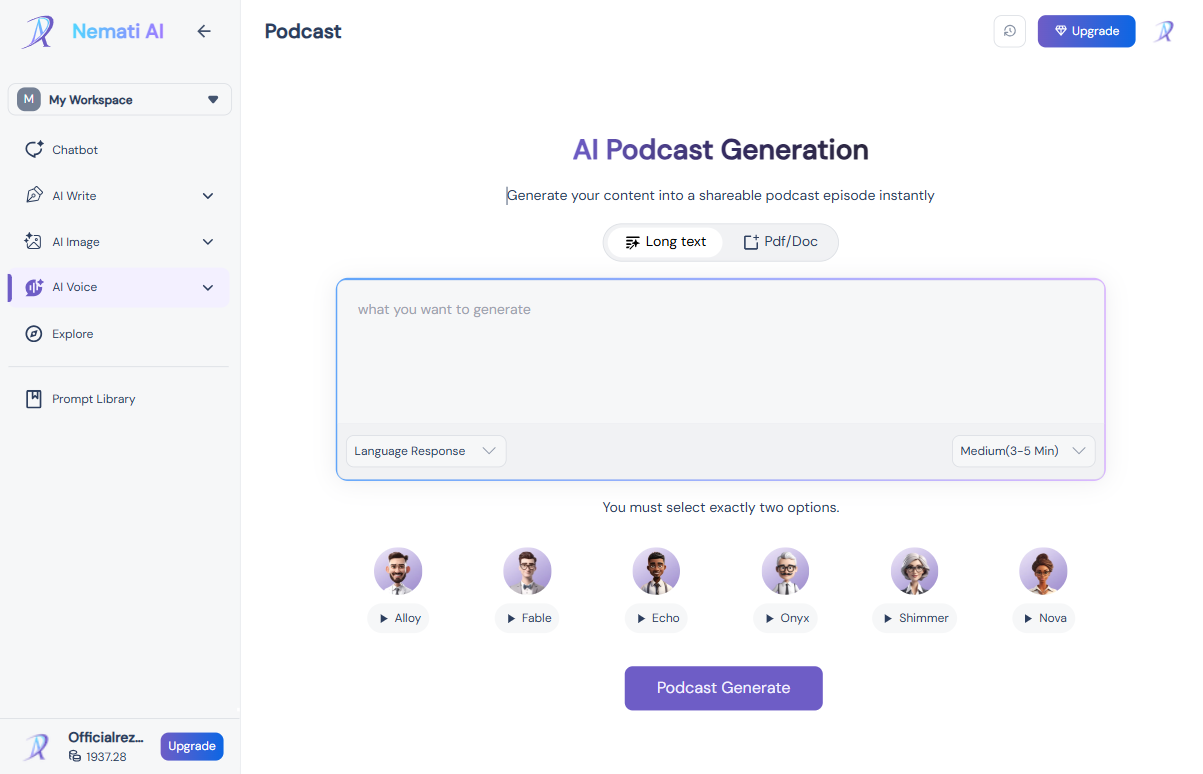 Nemati AI
Podcast
Upgrade
M My Workspace
Chatbot
AI Write
AI Image
AI Voice
Explore
Prompt Library
AI Podcast Generation
Generate your content into a shareable podcast episode instantly
Long text Pdf/Doc
what you want to generate
Language Response Medium(3-5 Min)
You must select exactly two options.
Alloy Fable Echo Onyx Shimmer Nova
Podcast Generate
Officialrez...
1937.28
Upgrade